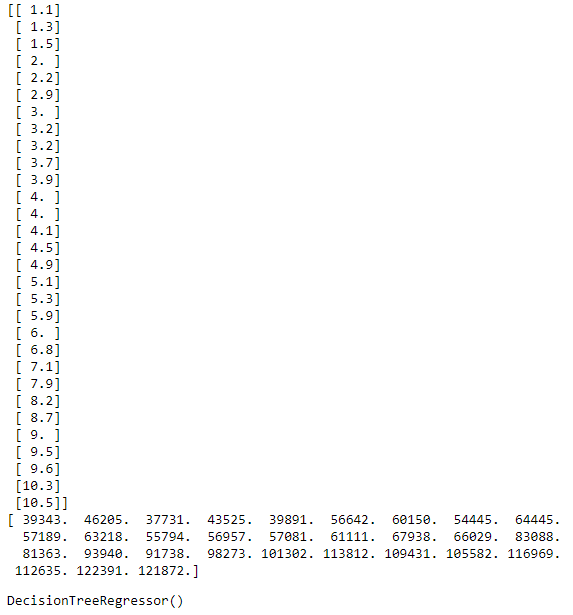 [[ 1.1]
 [ 1.3]
 [ 1.5]
 [ 2. ]
 [ 2.2]
 [ 2.9]
 [ 3. ]
 [ 3.2]
 [ 3.2]
 [ 3.7]
 [ 3.9]
 [ 4. ]
 [ 4. ]
 [ 4.1]
 [ 4.5]
 [ 4.9]
 [ 5.1]
 [ 5.3]
 [ 5.9]
 [ 6. ]
 [ 6.8]
 [ 7.1]
 [ 7.9]
 [ 8.2]
 [ 8.7]
 [ 9. ]
 [ 9.5]
 [ 9.6]
 [10.3]
 [10.5]]
[ 39343.  46205.  37731.  43525.  39891.  56642.  60150.  54445.  64445.
  57189.  63218.  55794.  56957.  57081.  61111.  67938.  66029.  83088.
  81363.  93940.  91738.  98273. 101302. 113812. 109431. 105582. 116969.
 112635. 122391. 121872.]
DecisionTreeRegressor()